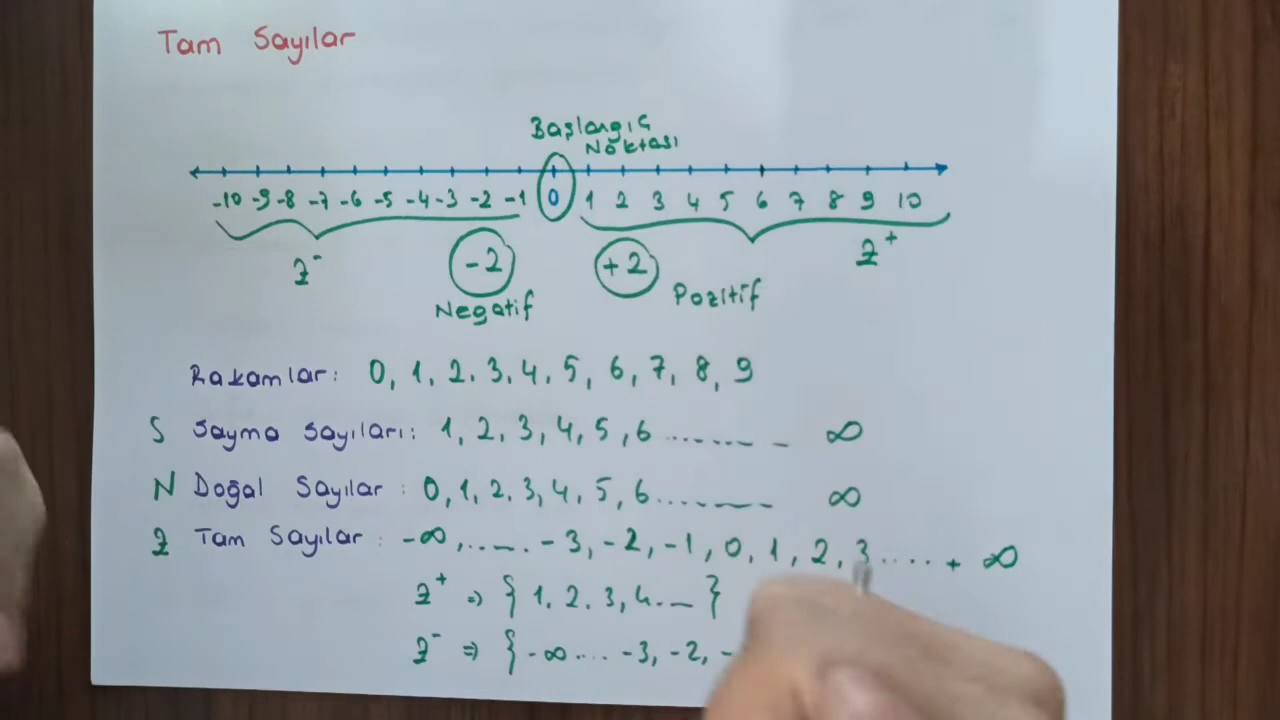 Tam Sayılar
Başlangıç
Noktası
-10 -9 -8 -7 -6 -5 -4 -3 -2 -1 0 1 2 3 4 5 6 7 8 9 10
Z⁻ -2 +2 Z⁺
Negatif Pozitif
Rakamlar: 0, 1, 2, 3, 4, 5, 6, 7, 8, 9
S Sayma Sayıları: 1, 2, 3, 4, 5, 6 ......... ∞
N Doğal Sayılar: 0, 1, 2, 3, 4, 5, 6 ......... ∞
Z Tam Sayılar: -∞, ...... -3, -2, -1, 0, 1, 2, 3 .... + ∞
Z⁺ ⇒ { 1, 2, 3, 4 ... }
Z⁻ ⇒ { -∞ .... -3, -2, -